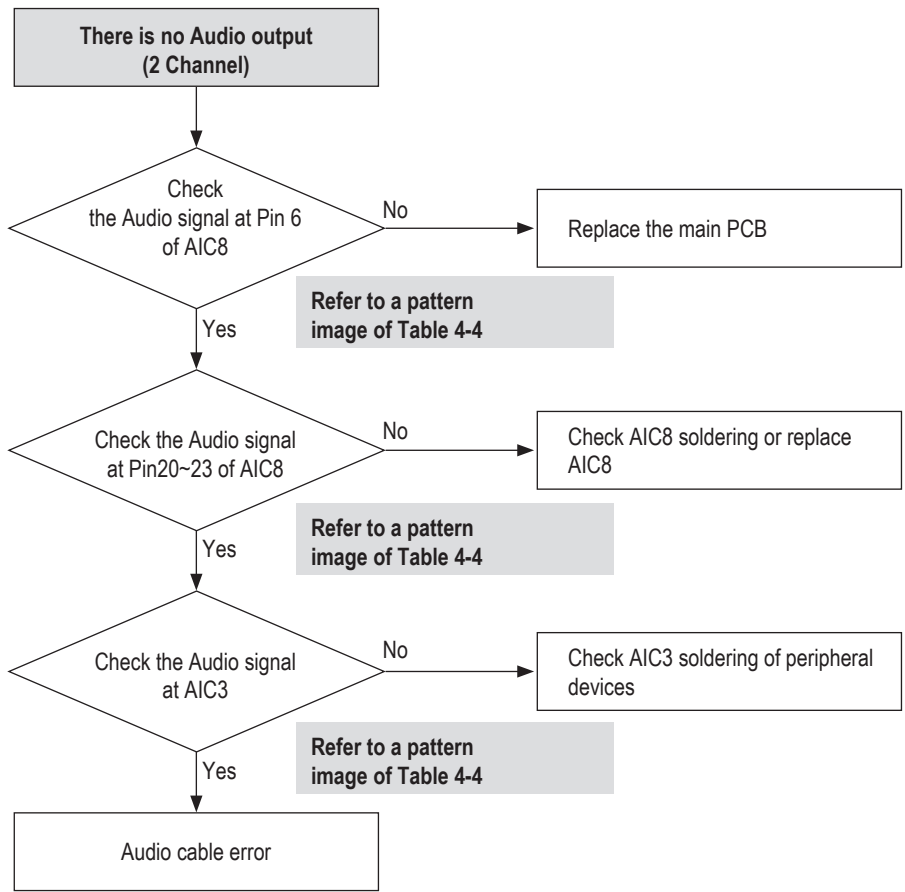 There is no Audio output
(2 Channel)
Check
the Audio signal at Pin 6
of AIC8
No
Replace the main PCB
Refer to a pattern
image of Table 4-4
Yes
Check the Audio signal
at Pin20~23 of AIC8
No
Check AIC8 soldering or replace
AIC8
Refer to a pattern
image of Table 4-4
Yes
Check the Audio signal
at AIC3
No
Check AIC3 soldering of peripheral
devices
Refer to a pattern
image of Table 4-4
Yes
Audio cable error